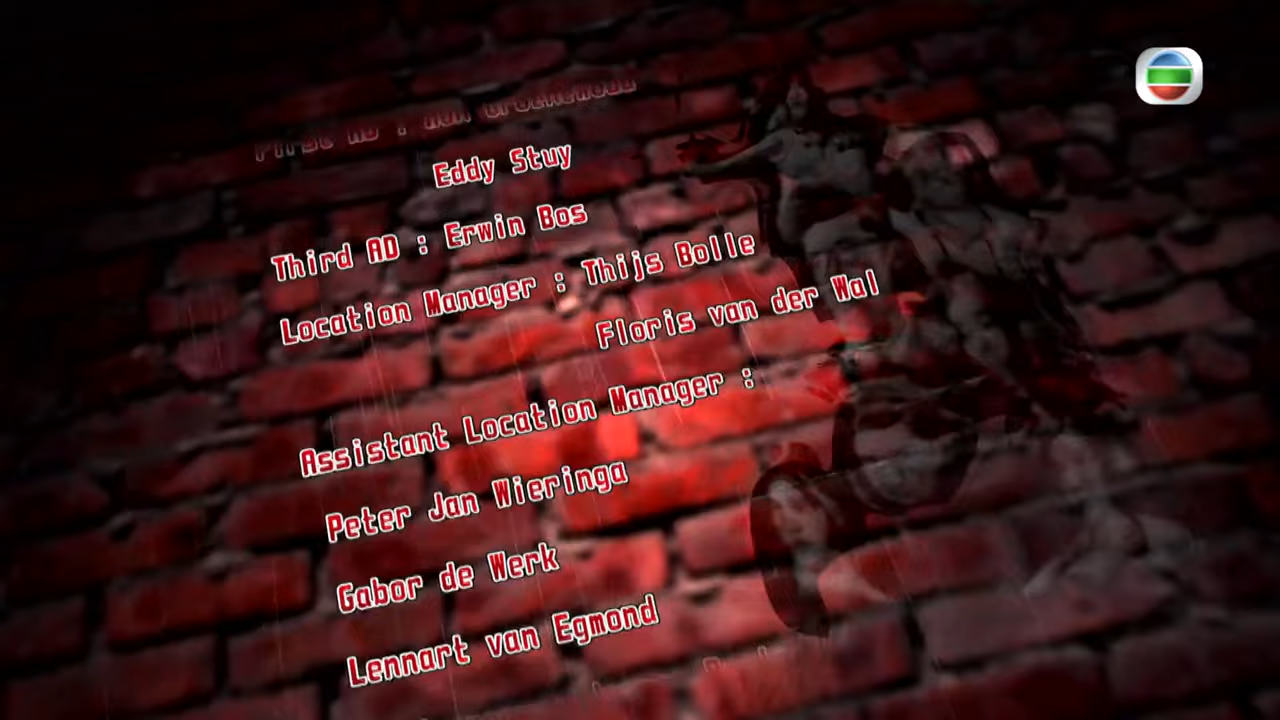 Eddy Stuy
Third AD : Erwin Bos
Location Manager : Thijs Bolle
Floris van der Wal
Assistant Location Manager :
Peter Jan Wieringa
Gabor de Werk
Lennart van Egmond